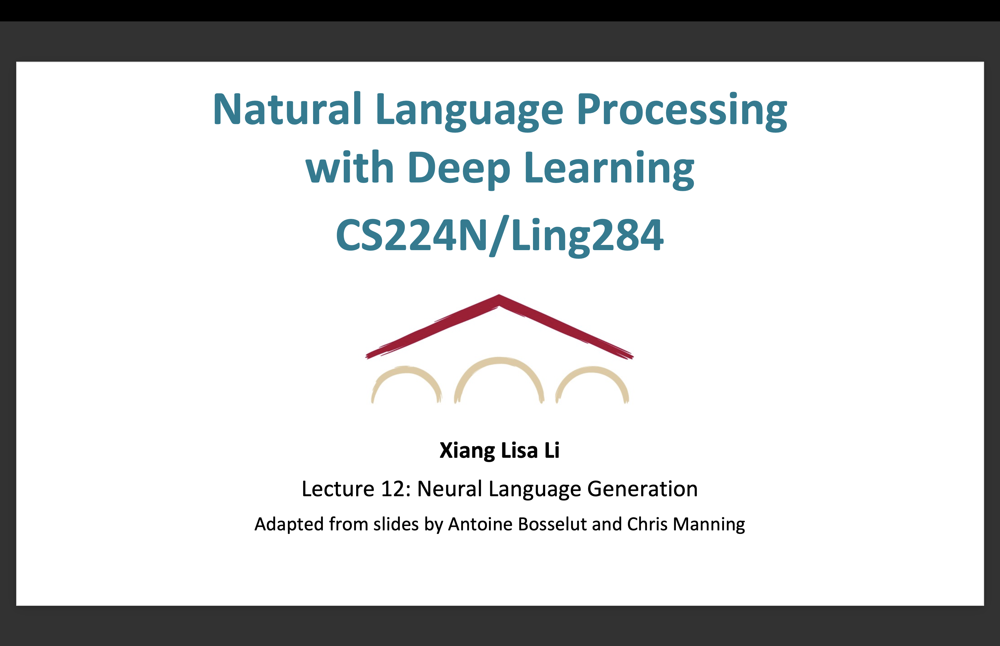 Natural Language Processing
with Deep Learning
CS224N/Ling284
Xiang Lisa Li
Lecture 12: Neural Language Generation
Adapted from slides by Antoine Bosselut and Chris Manning